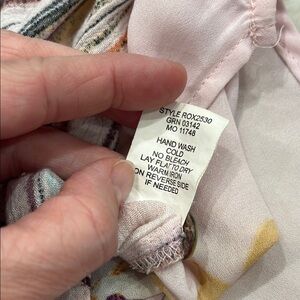 STYLE ROX2530
GRN 03142
MO 11748
HAND WASH
COLD
NO BLEACH
LAY FLAT TO DRY
WARM IRON
ON REVERSE SIDE
IF NEEDED